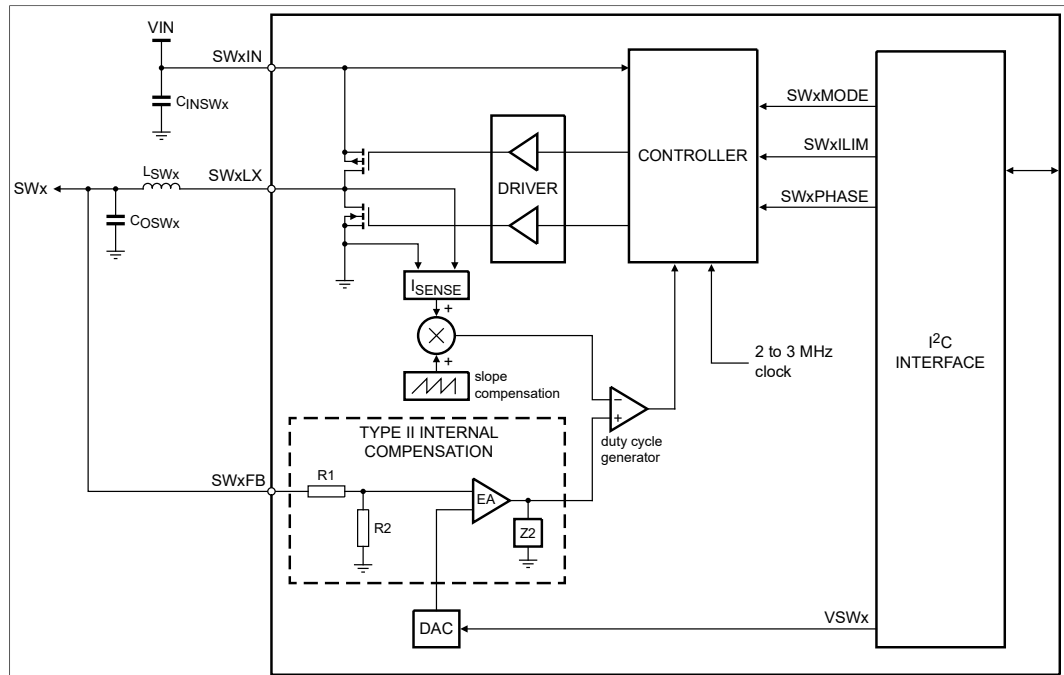 VIN
SWxIN
CINSWx
SWx
LSWx
SWxLX
COSWx
DRIVER
CONTROLLER
SWxMODE
SWxILIM
SWxPHASE
ISENSE
+
+
slope
compensation
2 to 3 MHz
clock
I²C
INTERFACE
−
+
duty cycle
generator
TYPE II INTERNAL
COMPENSATION
SWxFB
R1
R2
EA
Z2
DAC
VSWx